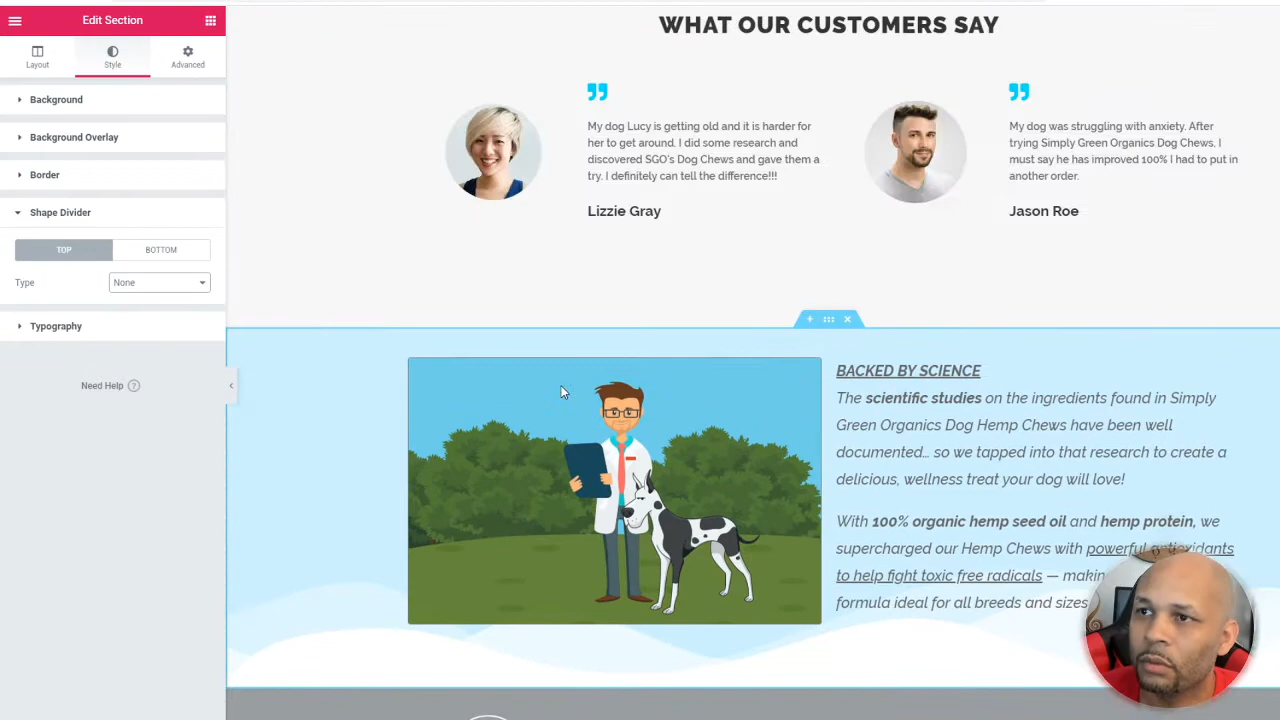 Edit Section
Layout
Style
Advanced
Background
Background Overlay
Border
Shape Divider
TOP
BOTTOM
Type
None
Typography
Need Help ?
WHAT OUR CUSTOMERS SAY
My dog Lucy is getting old and it is harder for
her to get around. I did some research and
discovered SGO's Dog Chews and gave them a
try. I definitely can tell the difference!!!
Lizzie Gray
My dog was struggling with anxiety. After
trying Simply Green Organics Dog Chews, I
must say he has improved 100% I had to put in
another order.
Jason Roe
BACKED BY SCIENCE
The scientific studies on the ingredients found in Simply
Green Organics Dog Hemp Chews have been well
documented… so we tapped into that research to create a
delicious, wellness treat your dog will love!
With 100% organic hemp seed oil and hemp protein, we
supercharged our Hemp Chews with powerful antioxidants
to help fight toxic free radicals —
formula ideal for all breeds and sizes